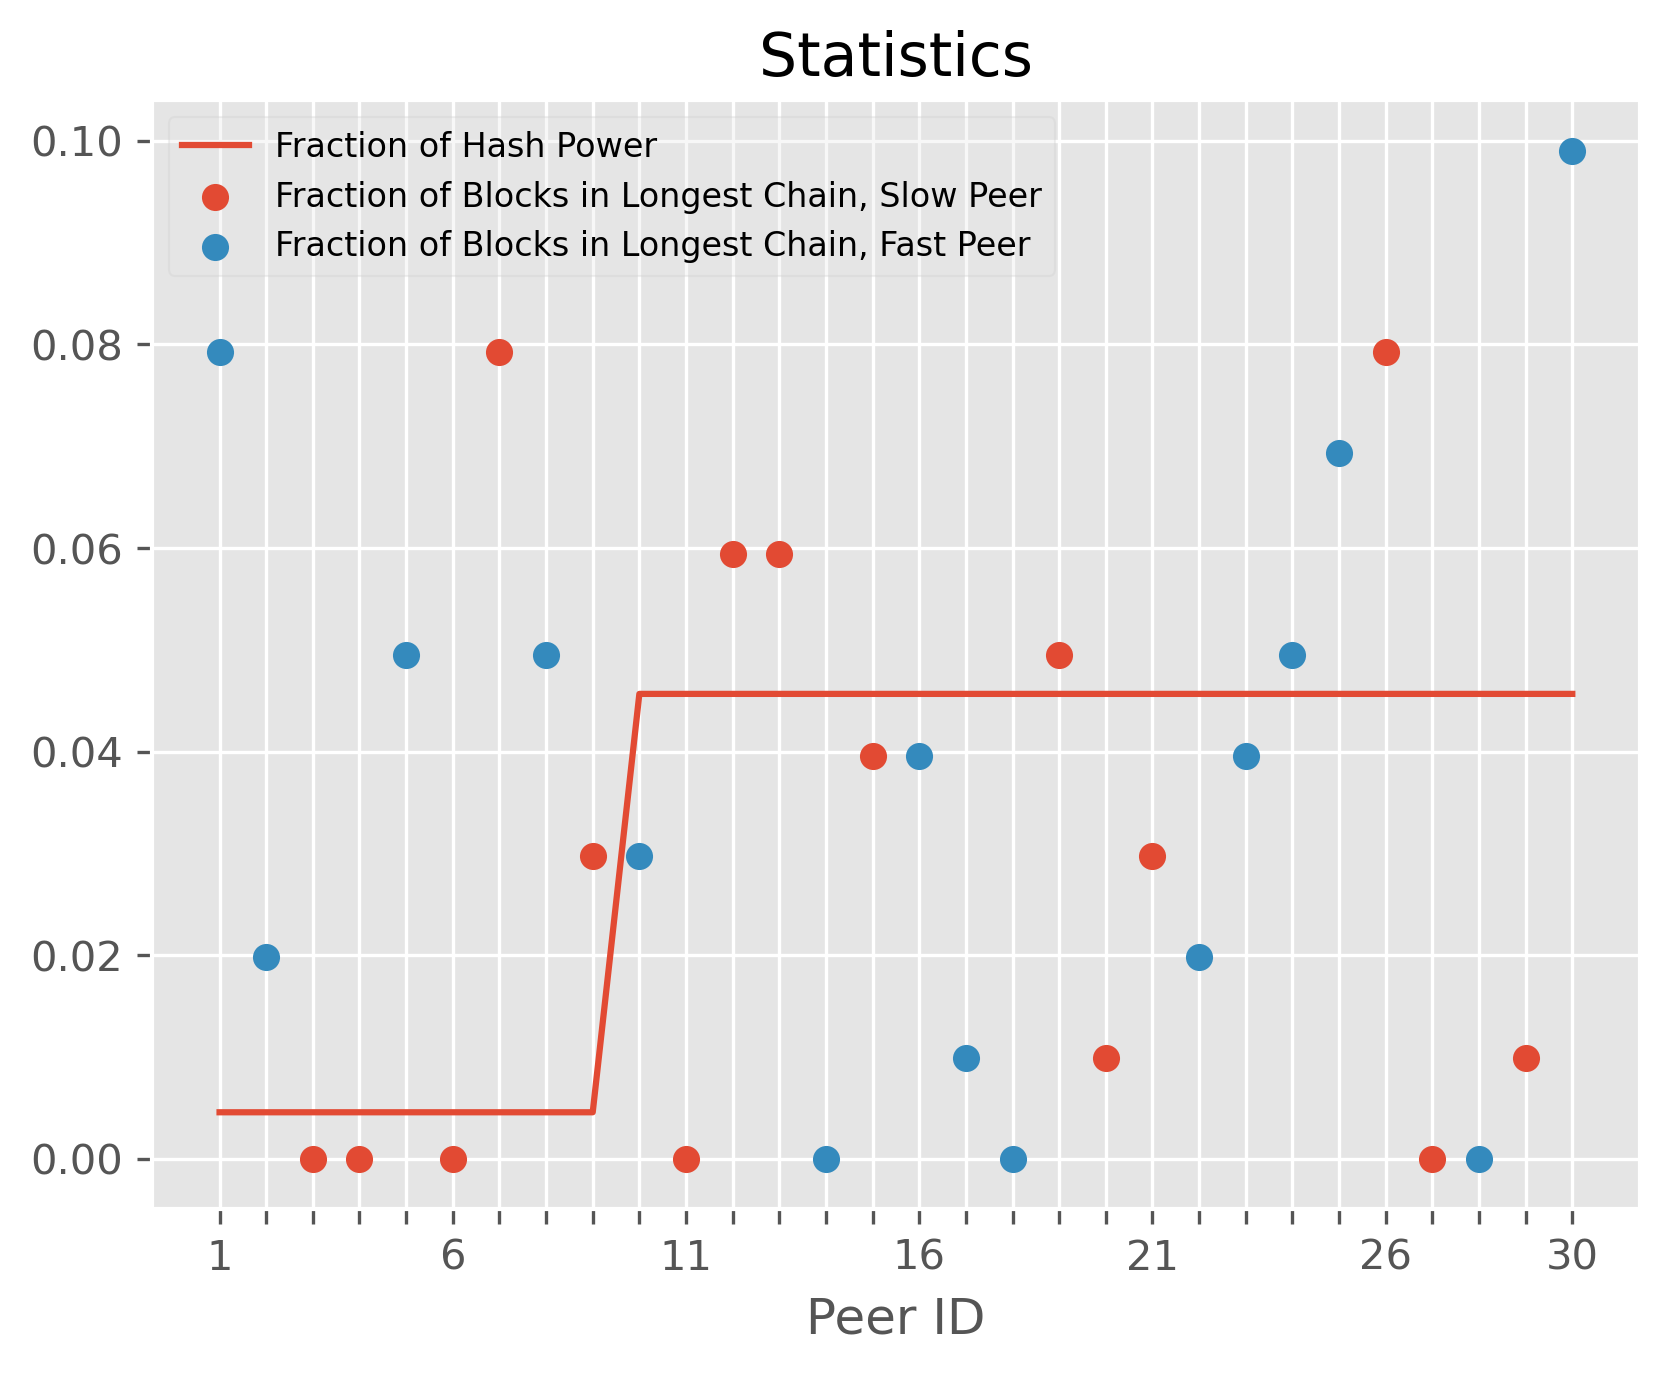 Statistics
Fraction of Hash Power
Fraction of Blocks in Longest Chain, Slow Peer
Fraction of Blocks in Longest Chain, Fast Peer
0.10
0.08
0.06
0.04
0.02
0.00
1 6 11 16 21 26 30
Peer ID